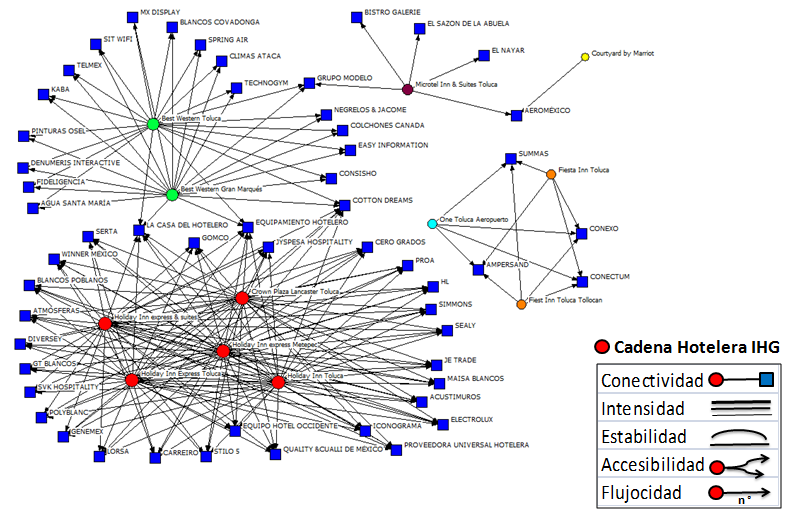 MX DISPLAY
BISTRO GALERIE
BLANCOS COVADONGA
EL SAZON DE LA ABUELA
SIT WIFI
SPRING AIR
EL NAYAR
CLIMAS ATACA
Courtyard by Marriot
TELMEX
TECHNOGYM
GRUPO MODELO
Microtel Inn & Suites Toluca
KABA
AEROMÉXICO
NEGRELOS & JACOME
Best Western Toluca
COLCHONES CANADA
PINTURAS OSEL
EASY INFORMATION
SUMMAS
DENUMERIS INTERACTIVE
Fiesta Inn Toluca
CONSISHO
FIDELIGENCIA
Best Western Gran Marqués
AGUA SANTA MARÍA
COTTON DREAMS
One Toluca Aeropuerto
LA CASA DEL HOTELERO
EQUIPAMIENTO HOTELERO
CONEXO
SERTA
GOMCO
JYSPESA HOSPITALITY
CERO GRADOS
WINNER MEXICO
PROA
AMPERSAND
BLANCOS POBLANOS
HL
CONECTUM
Crown Plaza Lancaster Toluca
Fiest Inn Toluca Tollocan
ATMOSFERAS
SIMMONS
Holiday Inn express & suites
SEALY
DIVERSEY
Holiday Inn express Metepec
Cadena Hotelera IHG
GT BLANCOS
JE TRADE
Holiday Inn Express Toluca
Holiday Inn Toluca
MAISA BLANCOS
Conectividad
SVK HOSPITALITY
ACUSTIMUROS
Intensidad
POLYBLANC
ELECTROLUX
Estabilidad
GENEMEX
EQUIPO HOTEL OCCIDENTE
ICONOGRAMA
PROVEEDORA UNIVERSAL HOTELERA
LORSA
CARREIRO
STILO 5
QUALITY &CUALLI DE MÉXICO
Accesibilidad
Flujocidad
n°